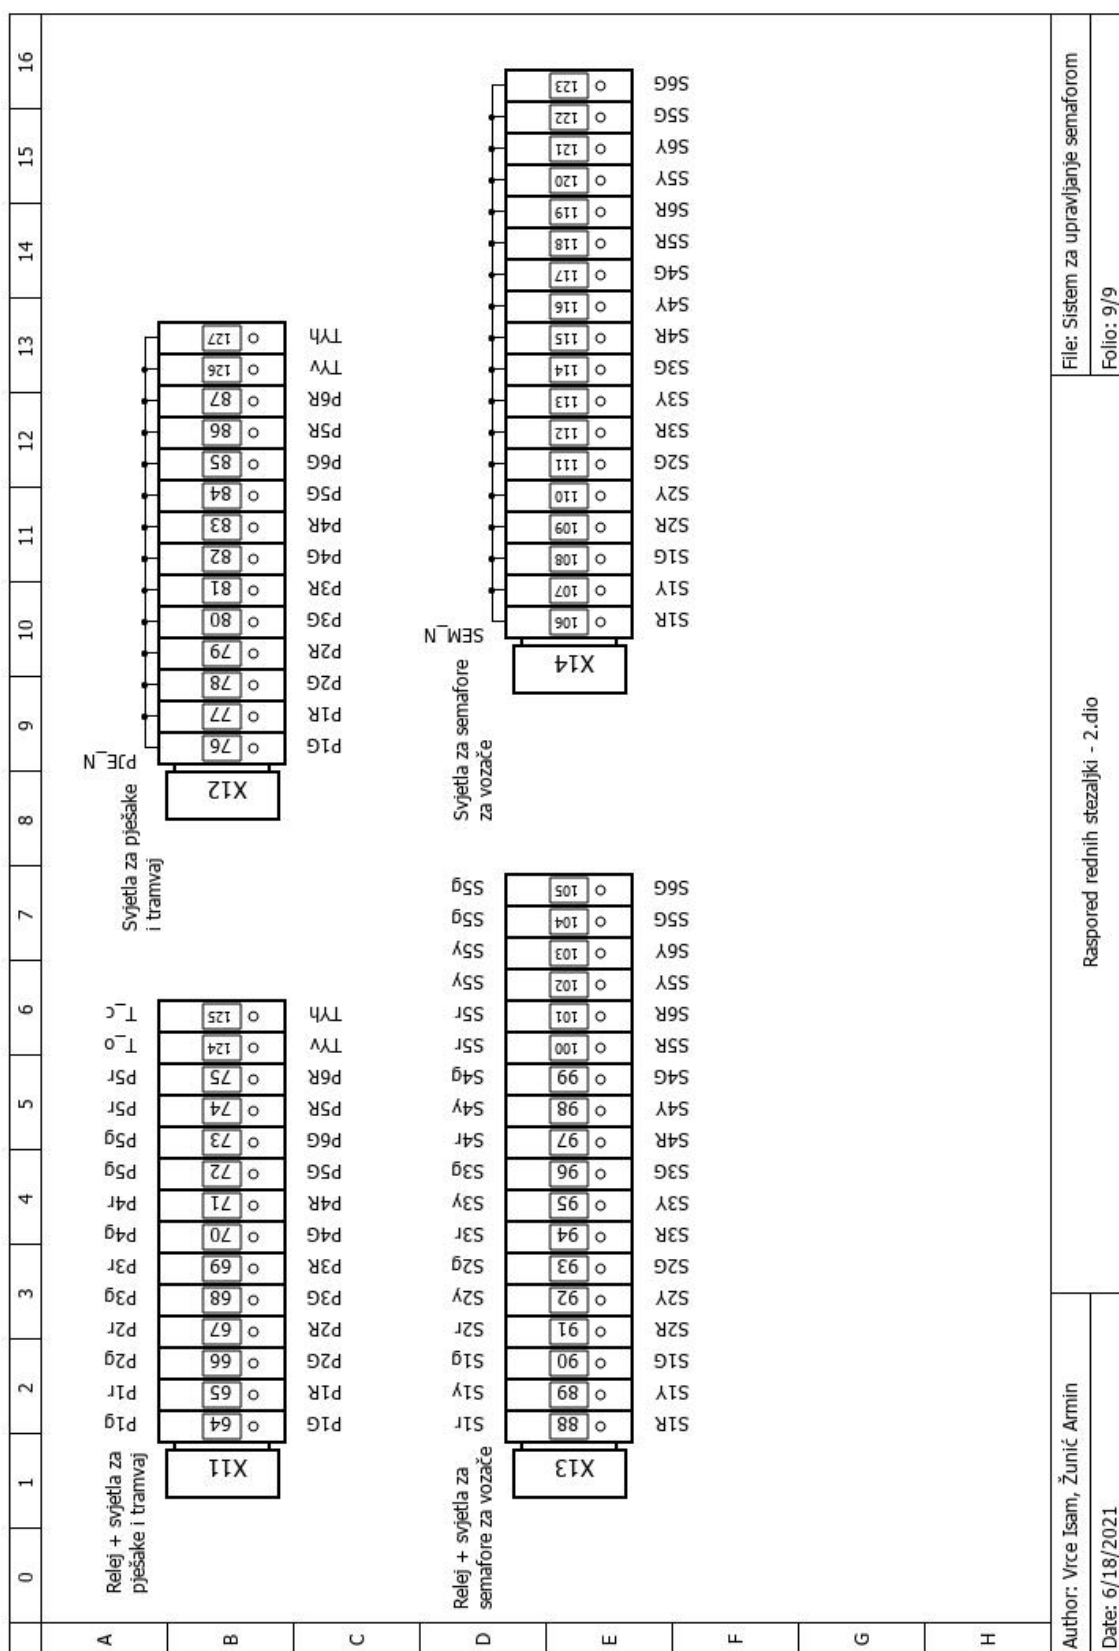 0 1 2 3 4 5 6 7 8 9 10 11 12 13 14 15 16
A
B
C
D
E
F
G
H
Relej + svjetla za
pješake i tramvaj
P1g P1r P2g P2r P3g P3r P4g P4r P5g P5g P5r P5r T_o T_c
X11 64 65 66 67 68 69 70 71 72 73 74 75 124 125
P1G P1R P2G P2R P3G P3R P4G P4R P5G P6G P5R P6R TYv TYh
Svjetla za pješake
i tramvaj
PJE_N
X12 76 77 78 79 80 81 82 83 84 85 86 87 126 127
P1G P1R P2G P2R P3G P3R P4G P4R P5G P6G P5R P6R TYv TYh
Relej + svjetla za
semafore za vozače
S1r S1y S1g S2r S2y S2g S3r S3y S3g S4r S4y S4g S5r S5r S5y S5y S5g S5g
X13 88 89 90 91 92 93 94 95 96 97 98 99 100 101 102 103 104 105
S1R S1Y S1G S2R S2Y S2G S3R S3Y S3G S4R S4Y S4G S5R S6R S5Y S6Y S5G S6G
Svjetla za semafore
za vozače
SEM_N
X14 106 107 108 109 110 111 112 113 114 115 116 117 118 119 120 121 122 123
S1R S1Y S1G S2R S2Y S2G S3R S3Y S3G S4R S4Y S4G S5R S6R S5Y S6Y S5G S6G
Author: Vrce Isam, Žunić Armin
Date: 6/18/2021
Raspored rednih stezaljki - 2.dio
File: Sistem za upravljanje semaforom
Folio: 9/9